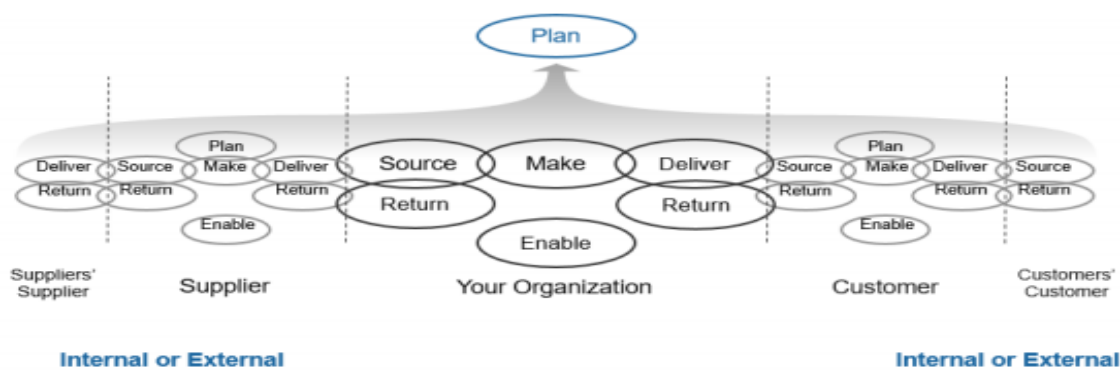 Plan
Plan
Plan
Deliver Source Make Deliver Source Make Deliver Source Make Deliver Source
Return Return Return Return Return Return Return Return
Enable Enable Enable
Suppliers' Supplier Your Organization Customer Customers'
Supplier Customer
Internal or External Internal or External